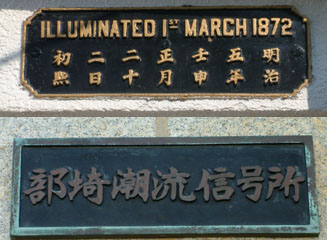 ILLUMINATED 1ST MARCH 1872
明治
五年
壬申
正月
二十
二日
初點
部埼潮流信号所